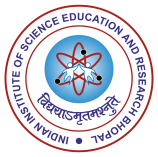 INDIAN INSTITUTE OF SCIENCE EDUCATION AND RESEARCH BHOPAL
विद्ययाऽमृतमश्नुते